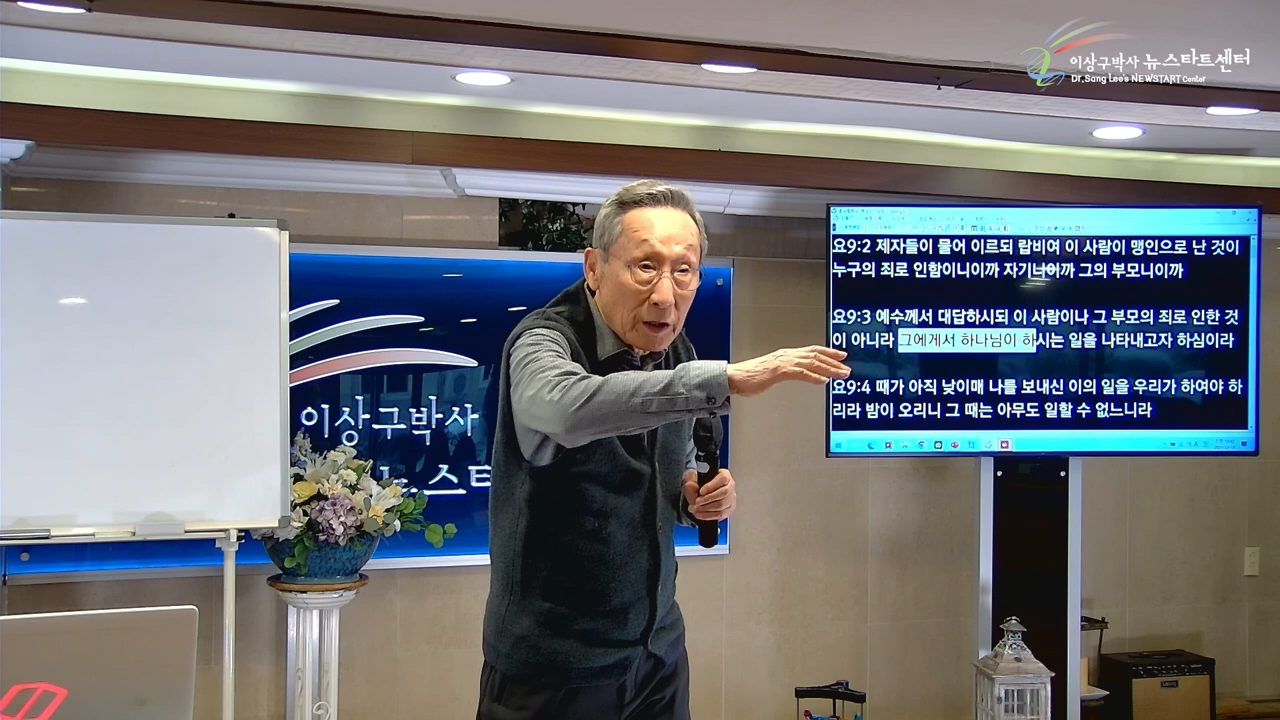 이상구박사 뉴스타트센터
Dr.Sang Lee's NEWSTART Center
요9:2 제자들이 물어 이르되 랍비여 이 사람이 맹인으로 난 것이
누구의 죄로 인함이니이까 자기니이까 그의 부모니이까
요9:3 예수께서 대답하시되 이 사람이나 그 부모의 죄로 인한 것
이 아니라 그에게서 하나님이 하시는 일을 나타내고자 하심이라
요9:4 때가 아직 낮이매 나를 보내신 이의 일을 우리가 하여야 하
리라 밤이 오리니 그 때는 아무도 일할 수 없느니라
이상구박사
뉴스타